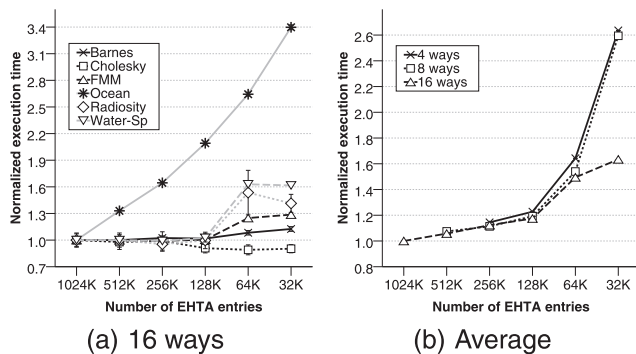 Normalized execution time
3.4
3.1
2.8
2.5
2.2
1.9
1.6
1.3
1.0
0.7
Barnes
Cholesky
FMM
Ocean
Radiosity
Water-Sp
1024K 512K 256K 128K 64K 32K
Number of EHTA entries
(a) 16 ways
Normalized execution time
2.8
2.6
2.4
2.2
2.0
1.8
1.6
1.4
1.2
1.0
0.8
4 ways
8 ways
16 ways
1024K 512K 256K 128K 64K 32K
Number of EHTA entries
(b) Average